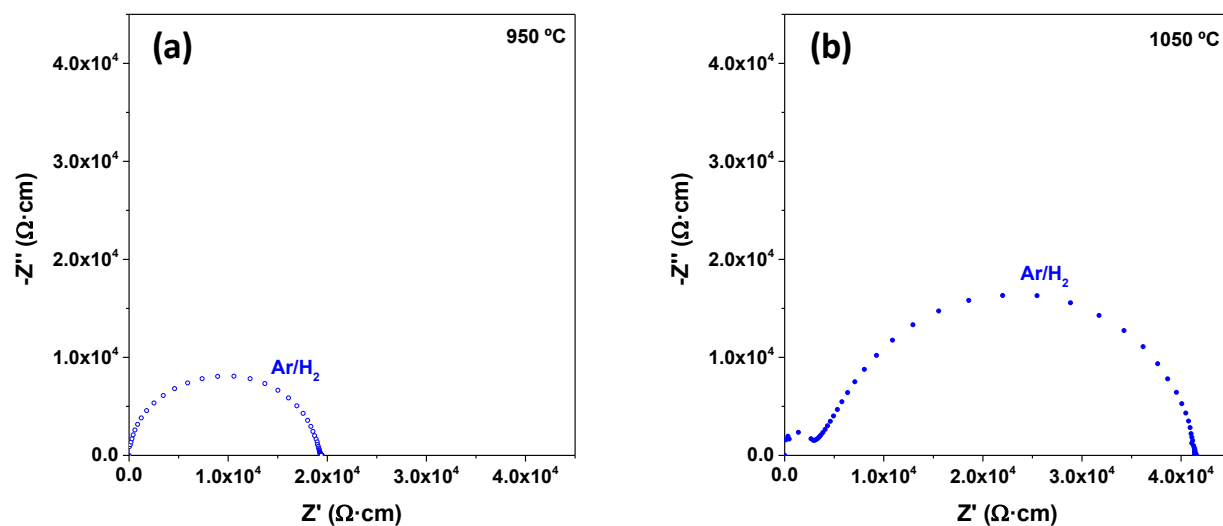 (a)
950 ºC
4.0x10⁴
3.0x10⁴
2.0x10⁴
1.0x10⁴
0.0
-Z'' (Ω·cm)
Ar/H₂
0.0
1.0x10⁴
2.0x10⁴
3.0x10⁴
4.0x10⁴
Z' (Ω·cm)
(b)
1050 ºC
4.0x10⁴
3.0x10⁴
2.0x10⁴
1.0x10⁴
0.0
-Z'' (Ω·cm)
Ar/H₂
0.0
1.0x10⁴
2.0x10⁴
3.0x10⁴
4.0x10⁴
Z' (Ω·cm)